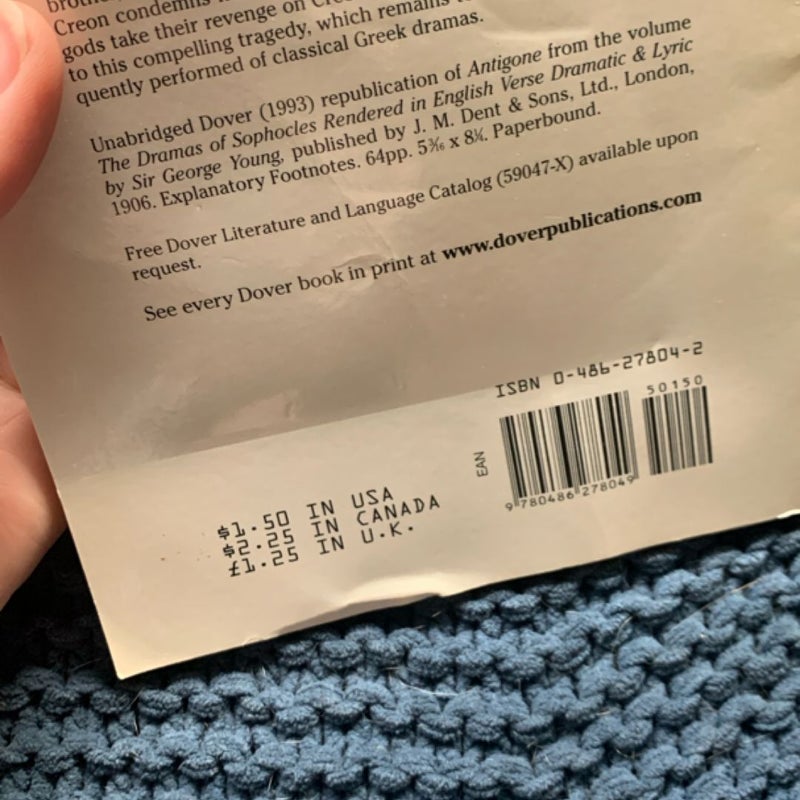 Creon condemns
gods take their revenge on
to this compelling tragedy, which remains
quently performed of classical Greek dramas.
Unabridged Dover (1993) republication of Antigone from the volume
The Dramas of Sophocles Rendered in English Verse Dramatic & Lyric
by Sir George Young, published by J. M. Dent & Sons, Ltd., London,
1906. Explanatory Footnotes. 64pp. 5³⁄₁₆ x 8¼. Paperbound.
Free Dover Literature and Language Catalog (59047-X) available upon
request.
See every Dover book in print at www.doverpublications.com
ISBN 0-486-27804-2
50150
EAN
9 780486 278049
$1.50 IN USA
$2.25 IN CANADA
£1.25 IN U.K.